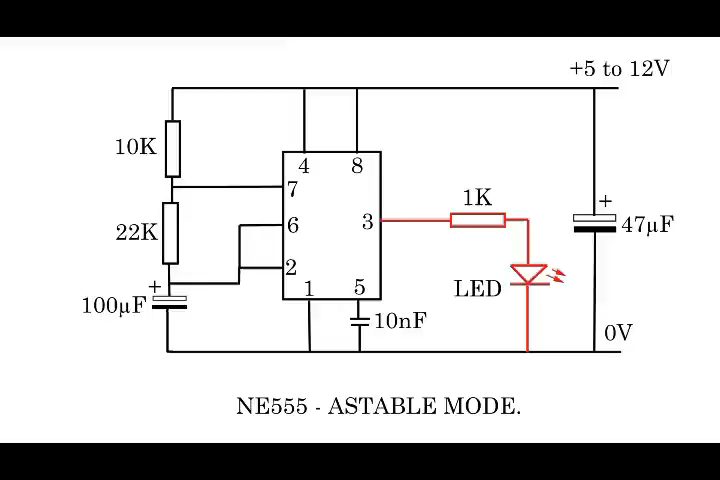 +5 to 12V
10K
4
8
7
1K
+
22K
6
3
47µF
2
LED
+
100µF
1
5
10nF
0V
NE555 - ASTABLE MODE.